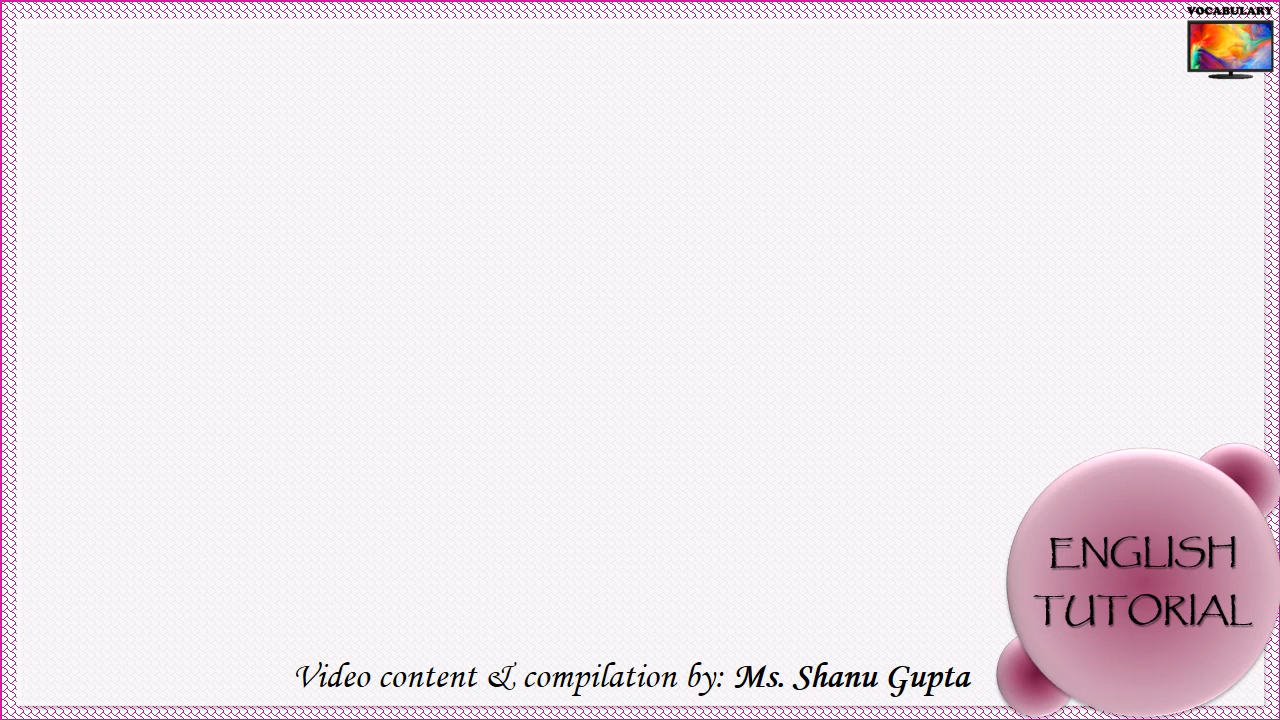 VOCABULARY
ENGLISH
TUTORIAL
Video content & compilation by: Ms. Shanu Gupta